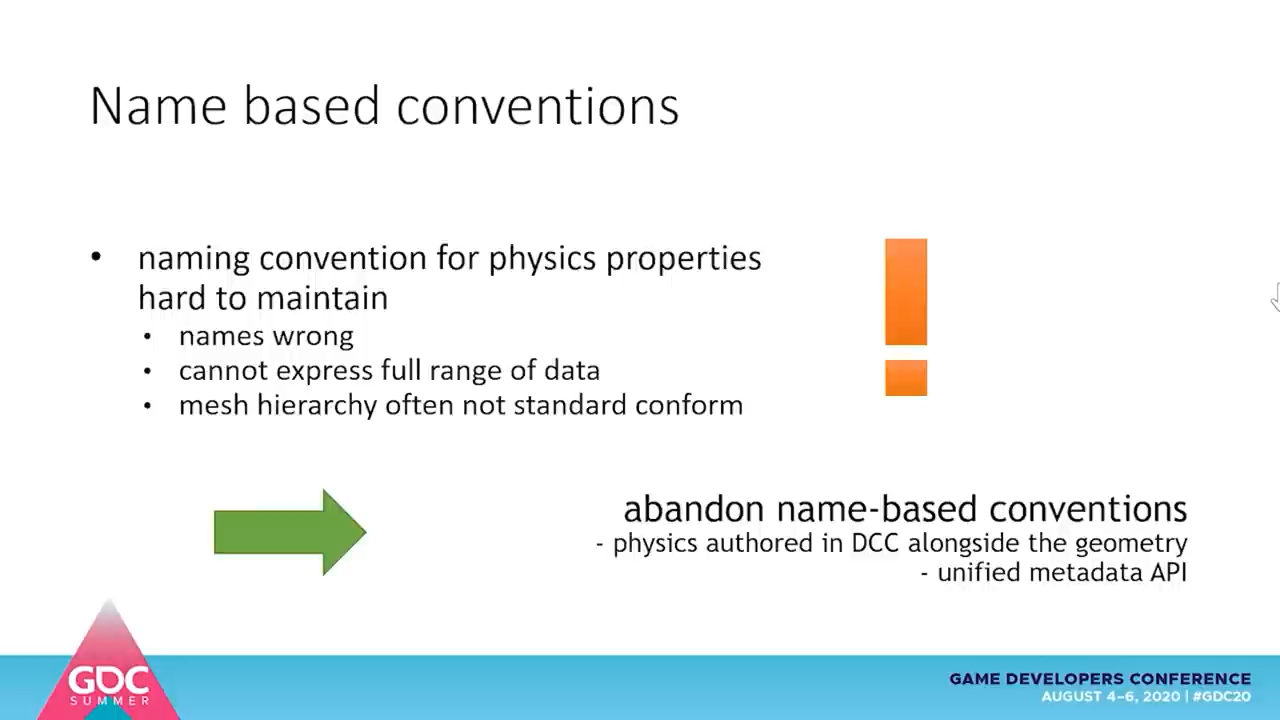 Name based conventions
• naming convention for physics properties
hard to maintain
• names wrong
• cannot express full range of data
• mesh hierarchy often not standard conform
abandon name-based conventions
- physics authored in DCC alongside the geometry
- unified metadata API
GDC
SUMMER
GAME DEVELOPERS CONFERENCE
AUGUST 4–6, 2020 | #GDC20